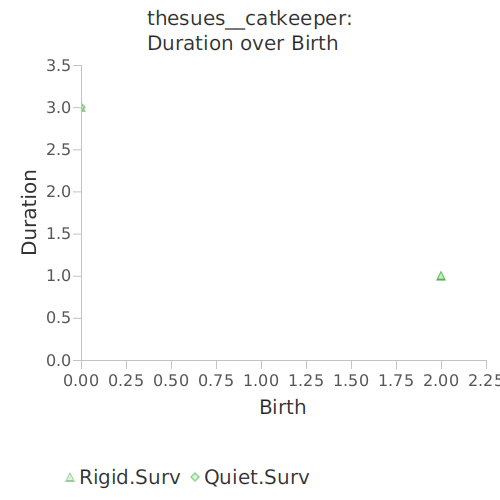 thesues__catkeeper:
Duration over Birth
3.5
3.0
2.5
2.0
1.5
1.0
0.5
0.0
Duration
0.00 0.25 0.50 0.75 1.00 1.25 1.50 1.75 2.00 2.25
Birth
Rigid.Surv Quiet.Surv